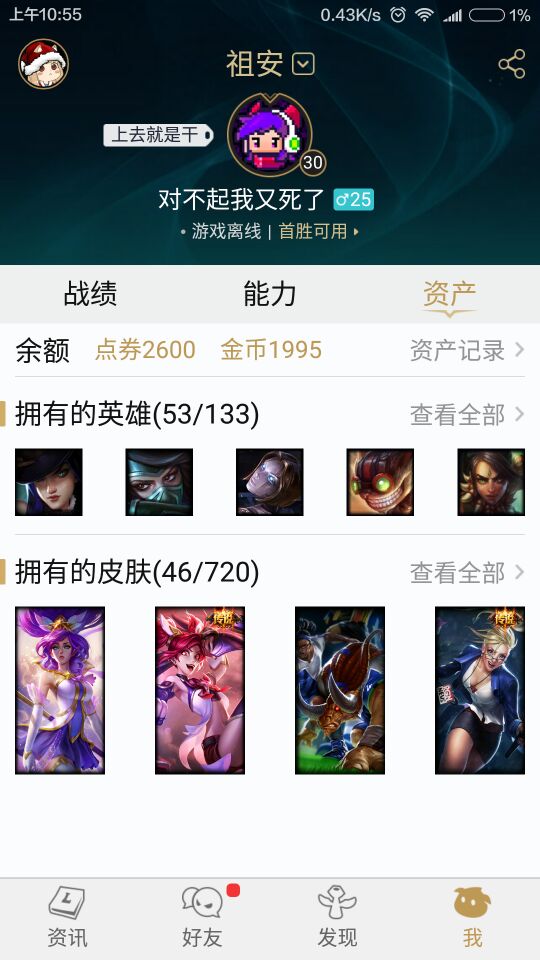 上午10:55 0.43K/s 1%
祖安
上去就是干
30
对不起我又死了 ♂25
• 游戏离线 | 首胜可用
战绩 能力 资产
余额 点券2600 金币1995 资产记录
拥有的英雄(53/133) 查看全部
拥有的皮肤(46/720) 查看全部
传说 传说
资讯 好友 发现 我